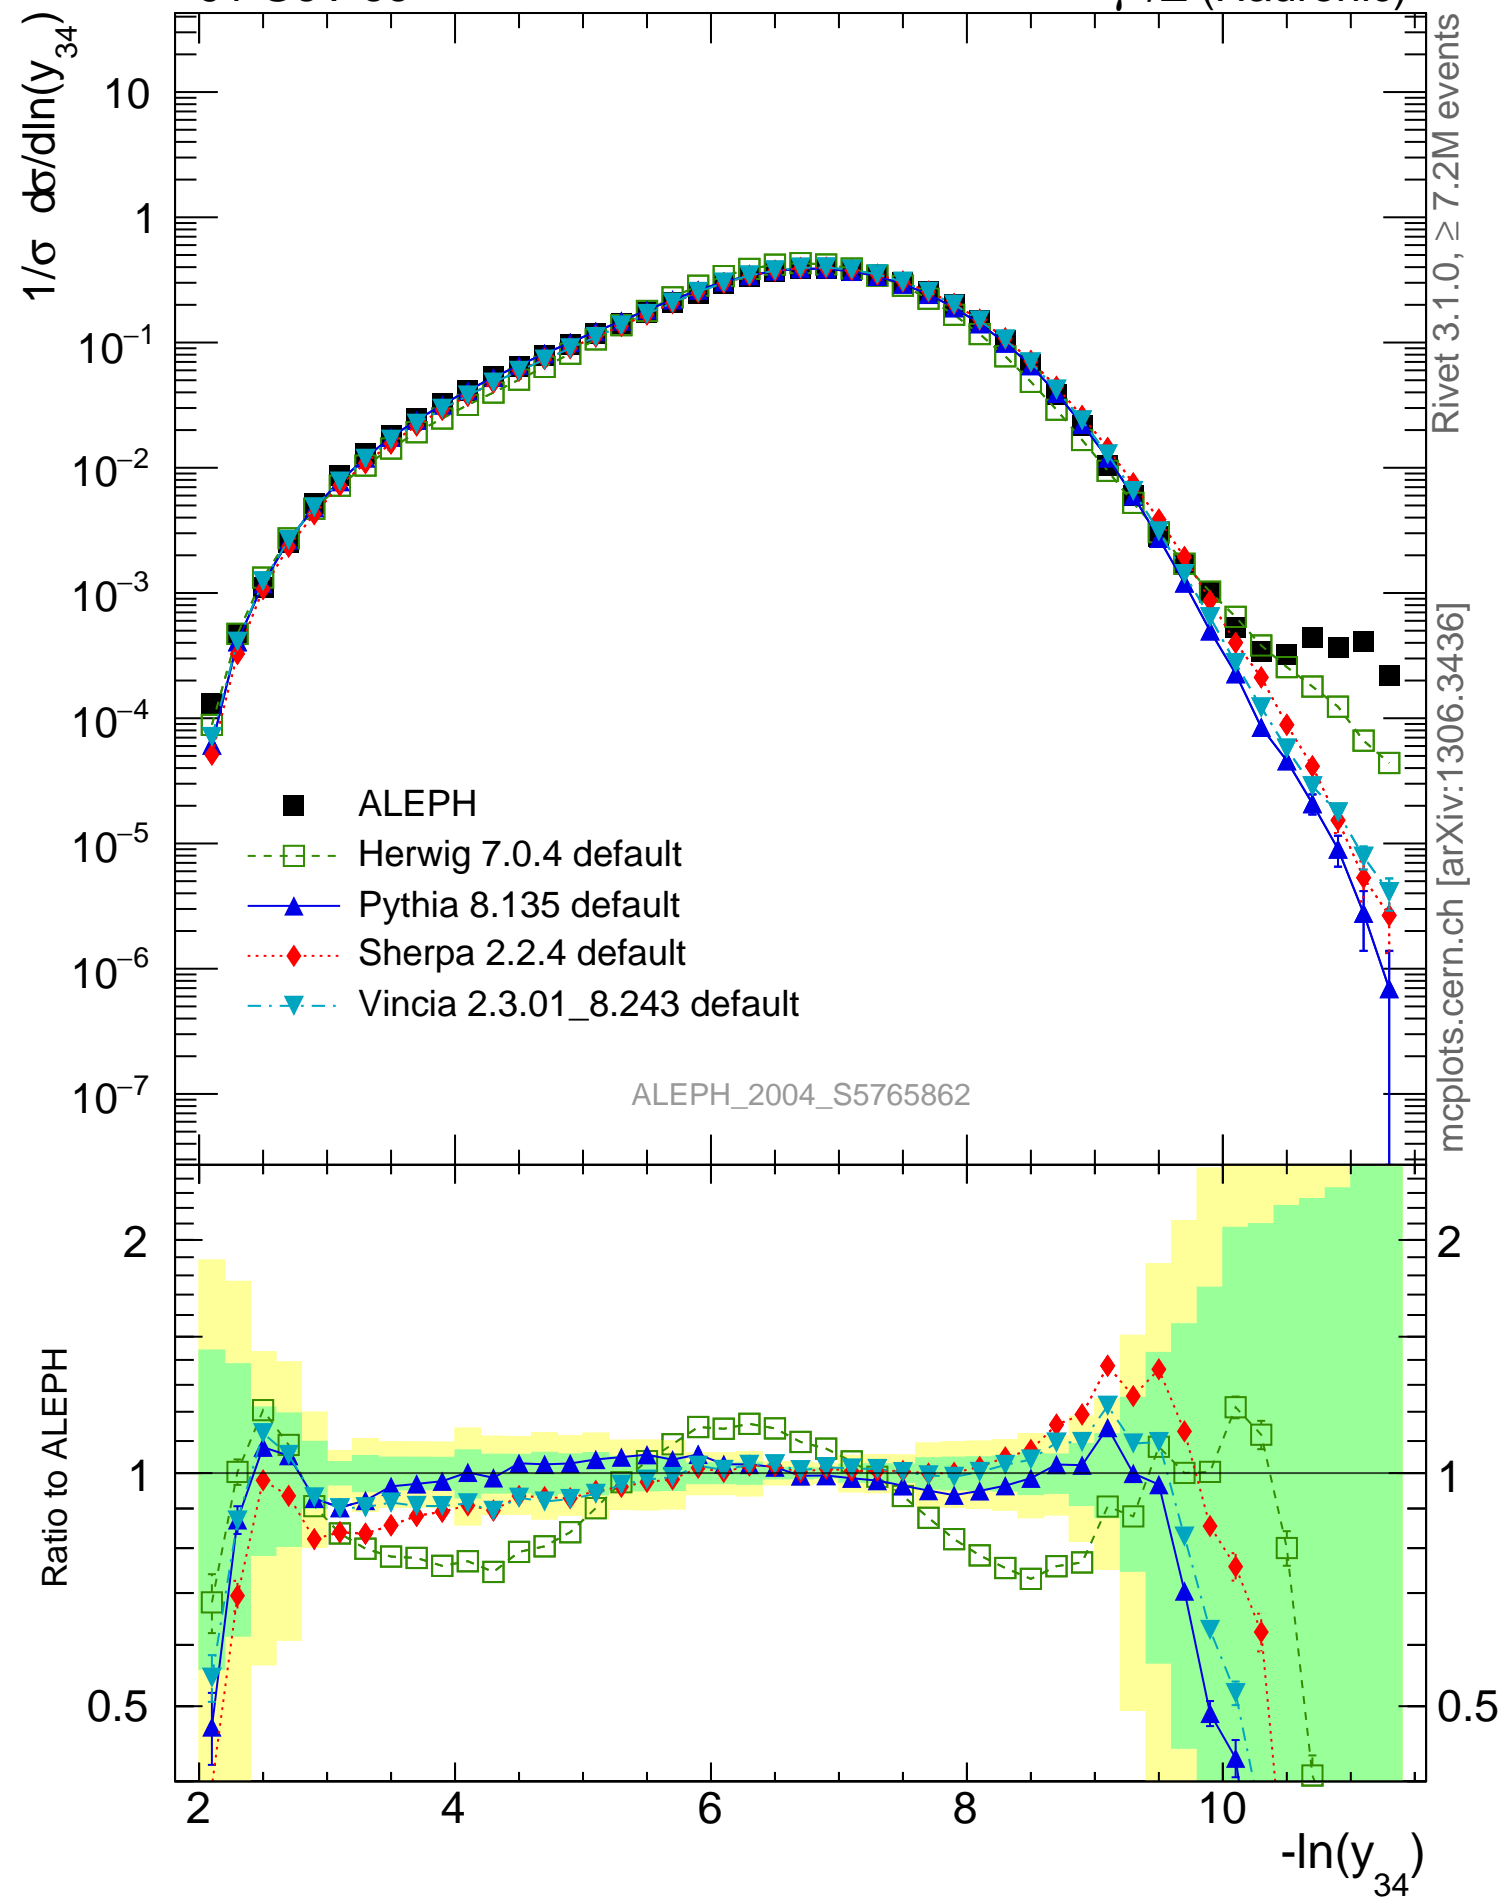 1/σ dσ/dln(y34)
10
1
10−1
10−2
10−3
10−4
10−5
10−6
10−7
ALEPH
Herwig 7.0.4 default
Pythia 8.135 default
Sherpa 2.2.4 default
Vincia 2.3.01_8.243 default
ALEPH_2004_S5765862
Rivet 3.1.0, ≥ 7.2M events
mcplots.cern.ch [arXiv:1306.3436]
Ratio to ALEPH
2
1
0.5
2
1
0.5
2 4 6 8 10
-ln(y34)